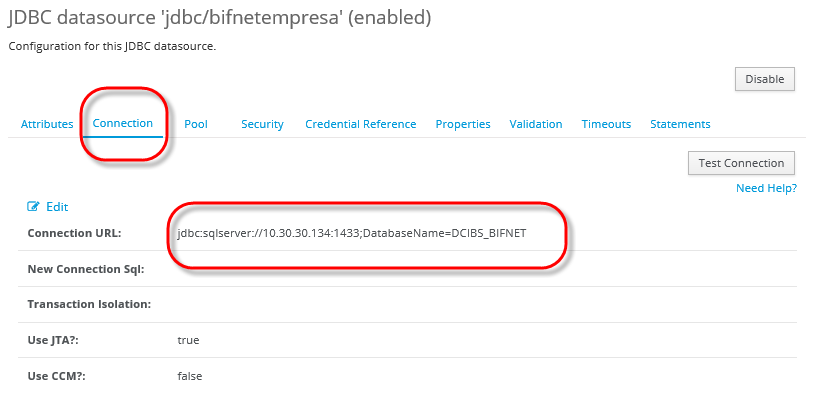 JDBC datasource 'jdbc/bifnetempresa' (enabled)
Configuration for this JDBC datasource.
Disable
Attributes Connection Pool Security Credential Reference Properties Validation Timeouts Statements
Test Connection
Need Help?
Edit
Connection URL: jdbc:sqlserver://10.30.30.134:1433;DatabaseName=DCIBS_BIFNET
New Connection Sql:
Transaction Isolation:
Use JTA?: true
Use CCM?: false